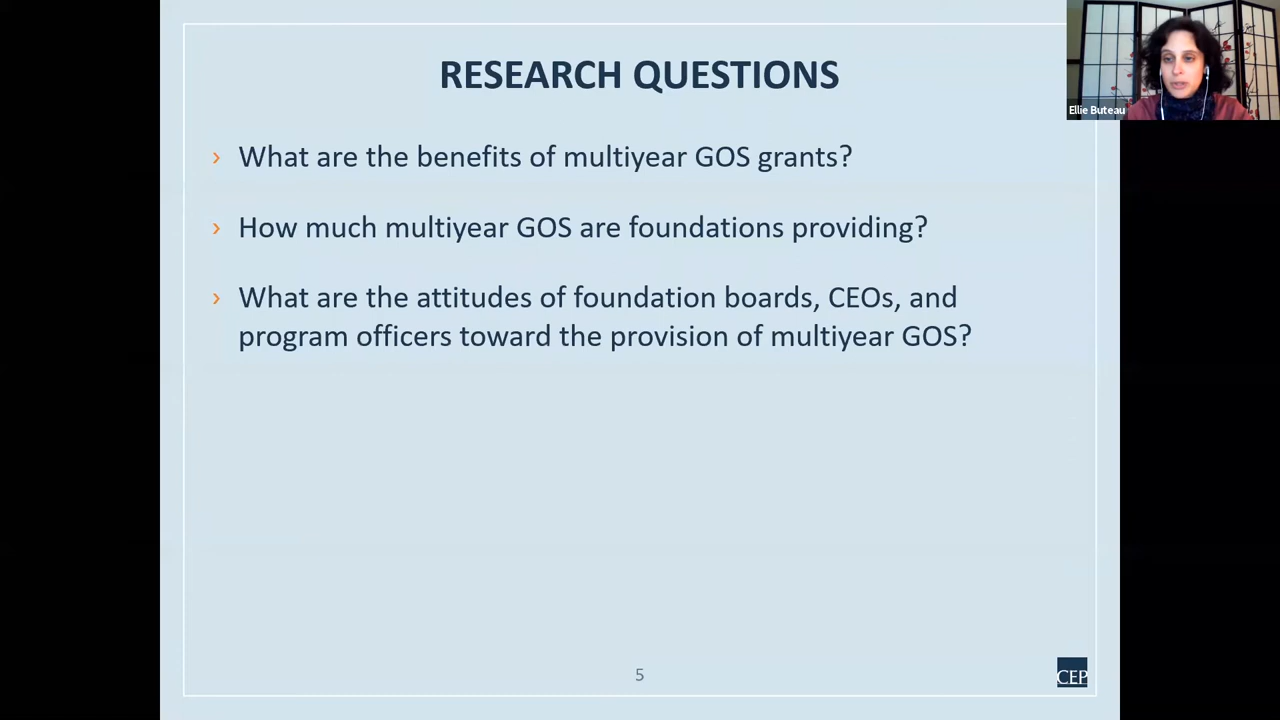 RESEARCH QUESTIONS
Ellie Buteau
› What are the benefits of multiyear GOS grants?
› How much multiyear GOS are foundations providing?
› What are the attitudes of foundation boards, CEOs, and
program officers toward the provision of multiyear GOS?
5
CEP